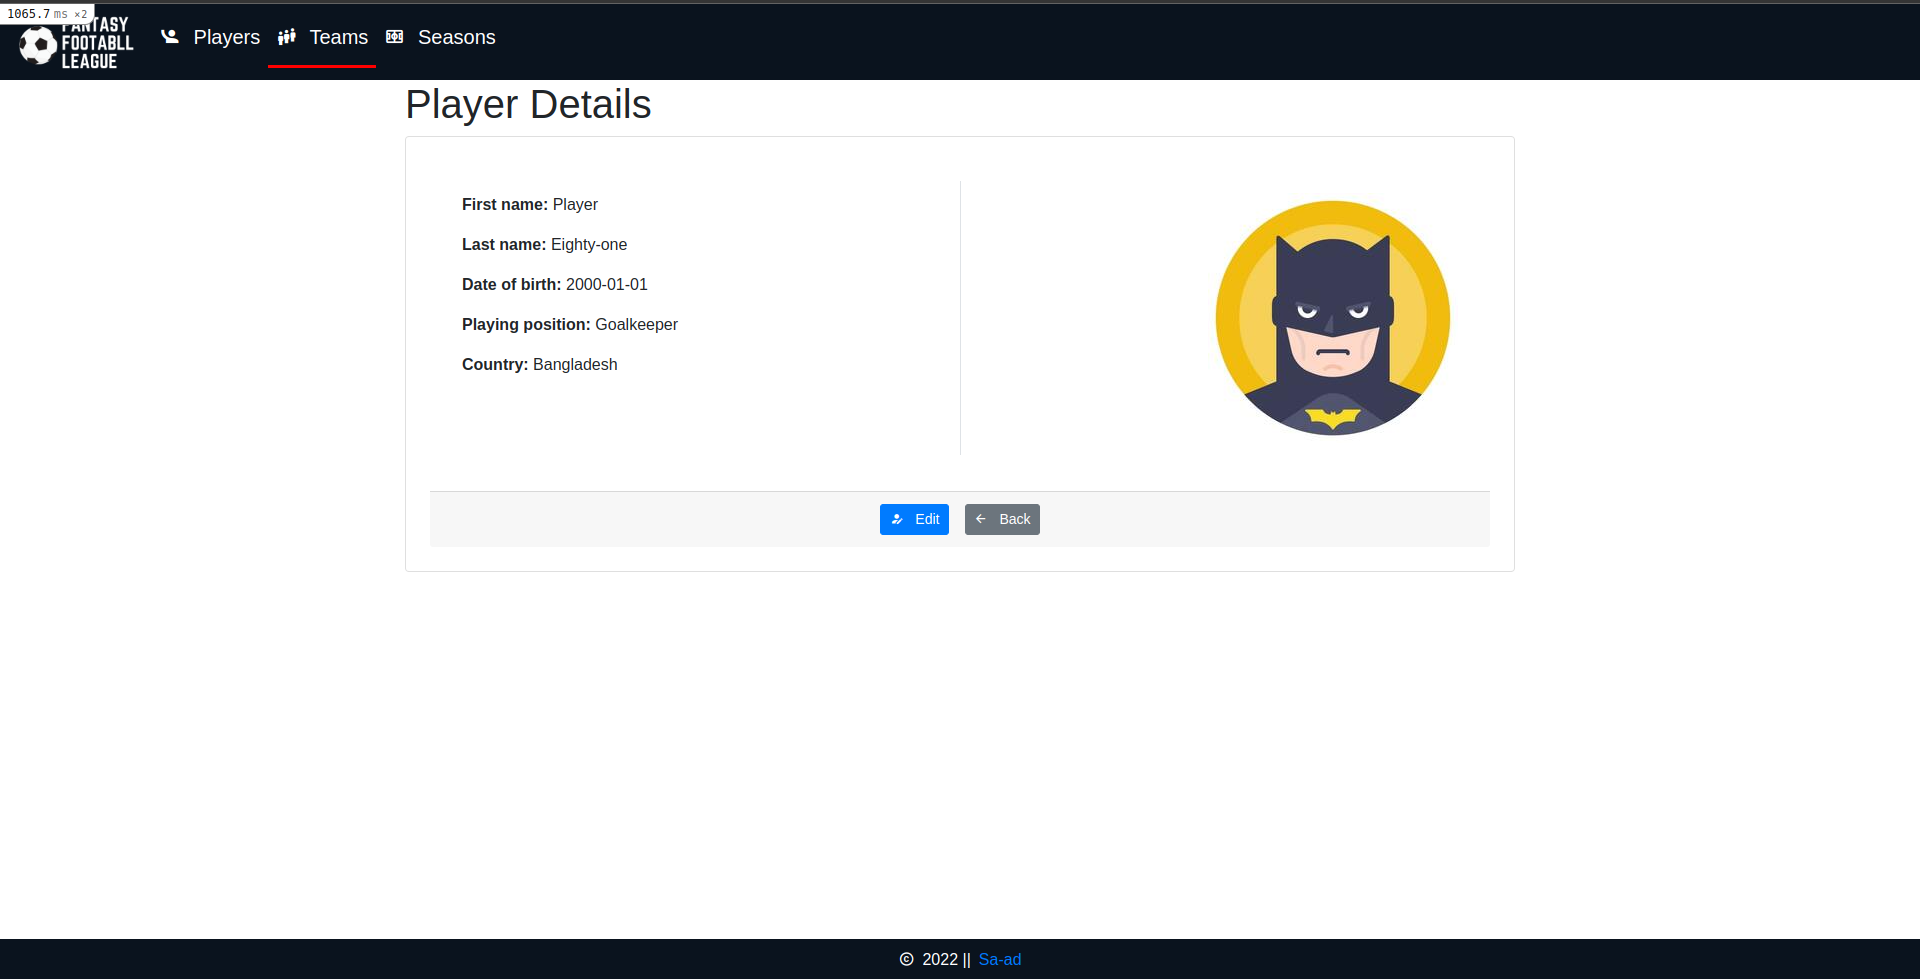 1065.7 ms ×2
FANTASY
FOOTABLL
LEAGUE
Players Teams Seasons
Player Details
First name: Player
Last name: Eighty-one
Date of birth: 2000-01-01
Playing position: Goalkeeper
Country: Bangladesh
Edit Back
© 2022 || Sa-ad